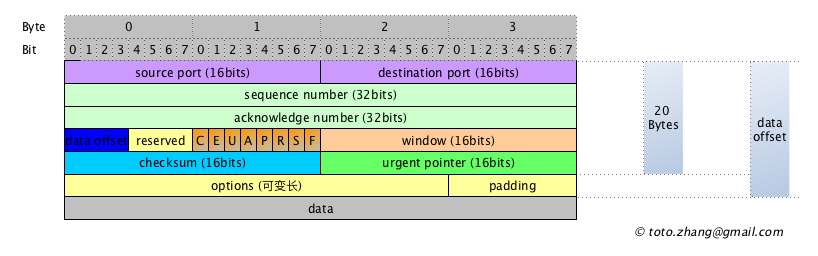 Byte 0 1 2 3
Bit 0 1 2 3 4 5 6 7 0 1 2 3 4 5 6 7 0 1 2 3 4 5 6 7 0 1 2 3 4 5 6 7
source port (16bits) destination port (16bits)
sequence number (32bits)
acknowledge number (32bits)
data offset reserved C E U A P R S F window (16bits)
checksum (16bits) urgent pointer (16bits)
options (可变长) padding
data
20
Bytes
data
offset
© toto.zhang@gmail.com